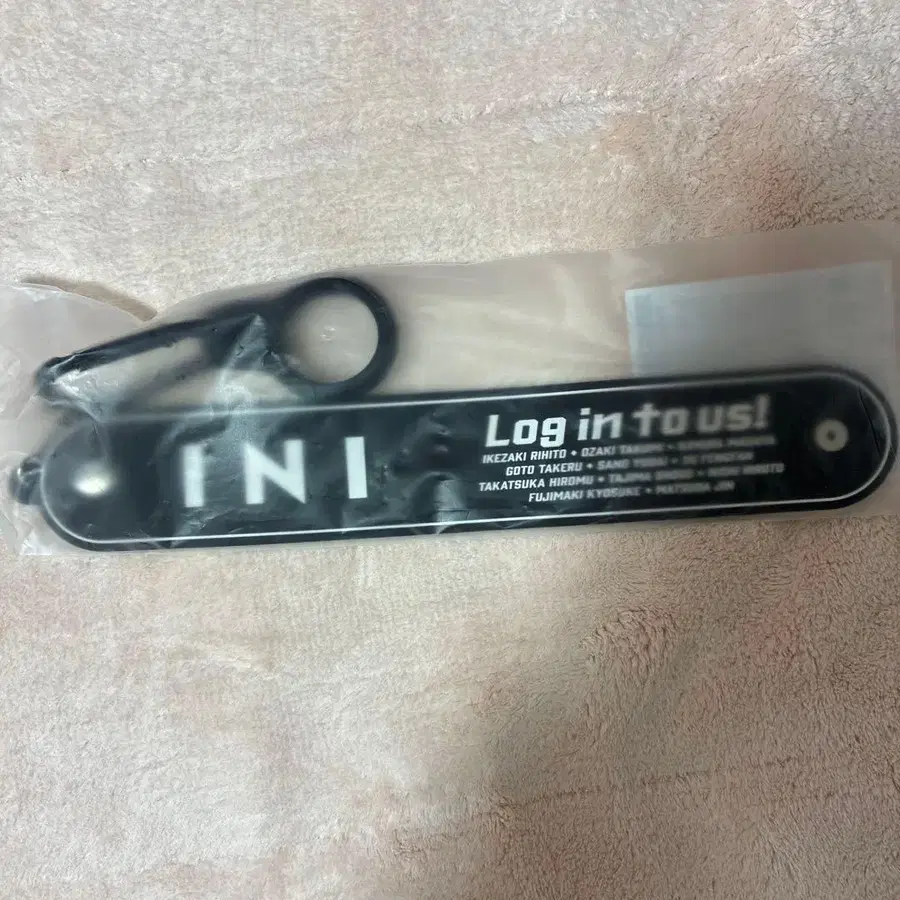 INI
Log in to us!
IKEZAKI RIHITO • OZAKI TAKUMI •
GOTO TAKERU • SANO YUDAI •
TAKATSUKA HIROMU • TAJIMA
FUJIMAKI KYOSUKE • MATSUDA JIN